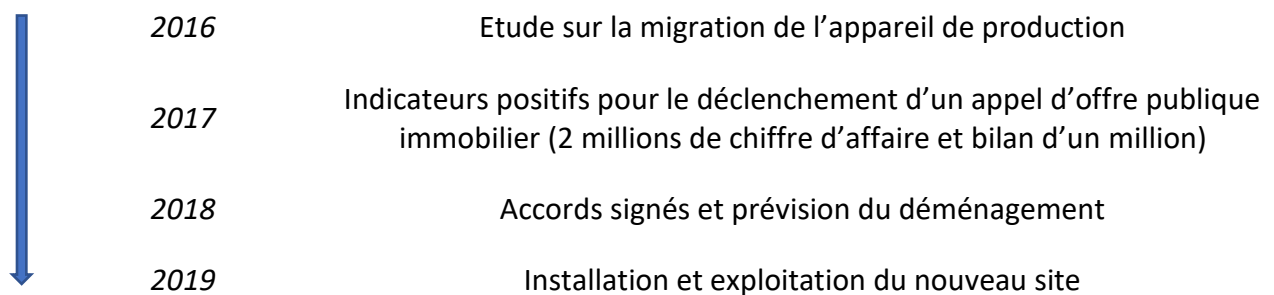 2016 Etude sur la migration de l’appareil de production
2017 Indicateurs positifs pour le déclenchement d’un appel d’offre publique
immobilier (2 millions de chiffre d’affaire et bilan d’un million)
2018 Accords signés et prévision du déménagement
2019 Installation et exploitation du nouveau site